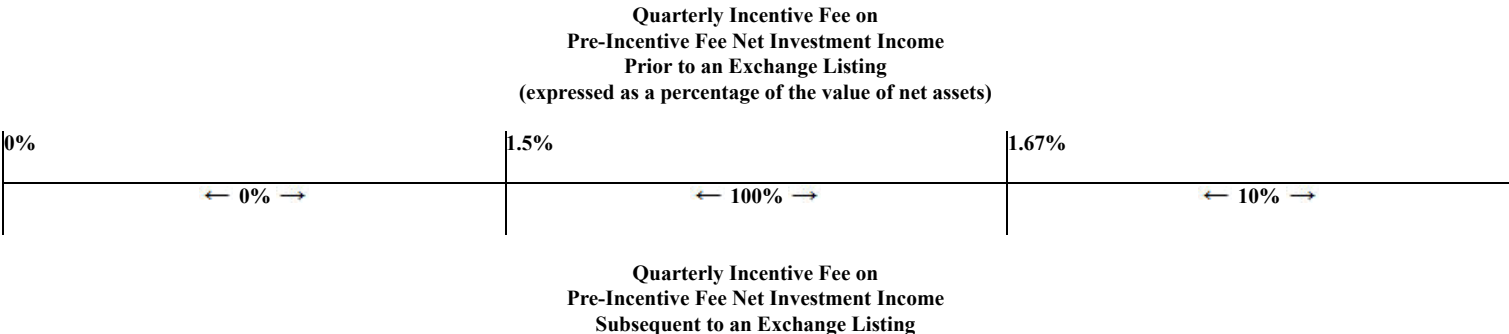 Quarterly Incentive Fee on
Pre-Incentive Fee Net Investment Income
Prior to an Exchange Listing
(expressed as a percentage of the value of net assets)
0% 1.5% 1.67%
← 0% → ← 100% → ← 10% →
Quarterly Incentive Fee on
Pre-Incentive Fee Net Investment Income
Subsequent to an Exchange Listing